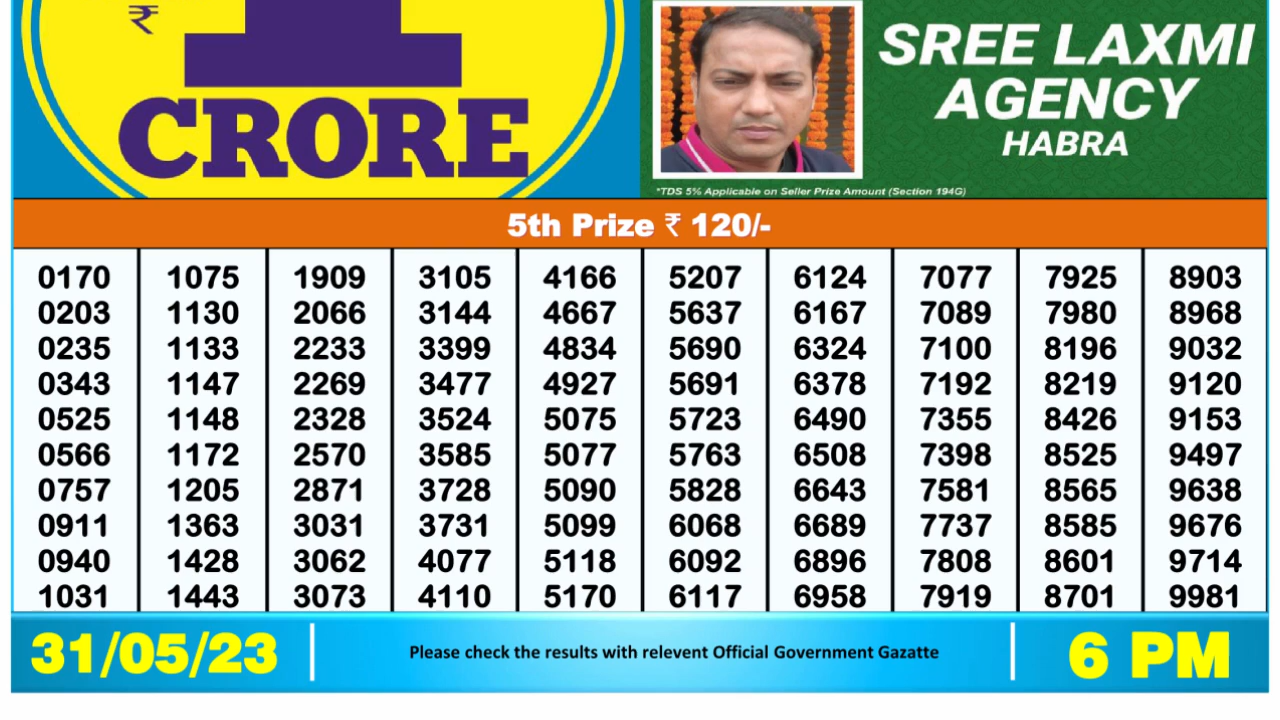 ₹
1
CRORE
SREE LAXMI
AGENCY
HABRA
*TDS 5% Applicable on Seller Prize Amount (Section 194G)
5th Prize ₹ 120/-
0170 1075 1909 3105 4166 5207 6124 7077 7925 8903
0203 1130 2066 3144 4667 5637 6167 7089 7980 8968
0235 1133 2233 3399 4834 5690 6324 7100 8196 9032
0343 1147 2269 3477 4927 5691 6378 7192 8219 9120
0525 1148 2328 3524 5075 5723 6490 7355 8426 9153
0566 1172 2570 3585 5077 5763 6508 7398 8525 9497
0757 1205 2871 3728 5090 5828 6643 7581 8565 9638
0911 1363 3031 3731 5099 6068 6689 7737 8585 9676
0940 1428 3062 4077 5118 6092 6896 7808 8601 9714
1031 1443 3073 4110 5170 6117 6958 7919 8701 9981
31/05/23 Please check the results with relevent Official Government Gazatte 6 PM